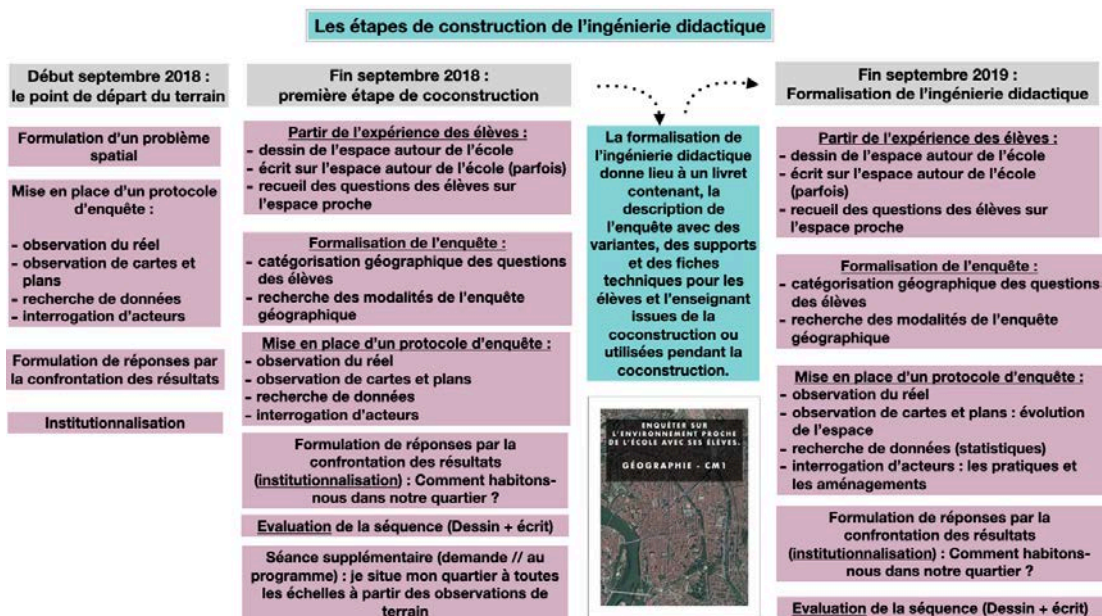 Les étapes de construction de l'ingénierie didactique
Début septembre 2018 :
le point de départ du terrain
Formulation d'un problème
spatial
Mise en place d'un protocole
d'enquête :
- observation du réel
- observation de cartes et
plans
- recherche de données
- interrogation d'acteurs
Formulation de réponses par
la confrontation des résultats
Institutionnalisation
Fin septembre 2018 :
première étape de coconstruction
Partir de l'expérience des élèves :
- dessin de l'espace autour de l'école
- écrit sur l'espace autour de l'école (parfois)
- recueil des questions des élèves sur
l'espace proche
Formalisation de l'enquête :
- catégorisation géographique des questions
des élèves
- recherche des modalités de l'enquête
géographique
Mise en place d'un protocole d'enquête :
- observation du réel
- observation de cartes et plans
- recherche de données
- interrogation d'acteurs
Formulation de réponses par la
confrontation des résultats
(institutionnalisation) : Comment habitons-
nous dans notre quartier ?
Evaluation de la séquence (Dessin + écrit)
Séance supplémentaire (demande // au
programme) : je situe mon quartier à toutes
les échelles à partir des observations de
terrain
La formalisation de
l'ingénierie didactique
donne lieu à un livret
contenant, la
description de
l'enquête avec des
variantes, des supports
et des fiches
techniques pour les
élèves et l'enseignant
issues de la
coconstruction ou
utilisées pendant la
coconstruction.
ENQUÊTER SUR
L'ENVIRONNEMENT PROCHE
DE L'ÉCOLE AVEC SES ÉLÈVES.
GÉOGRAPHIE - CM1
Fin septembre 2019 :
Formalisation de l'ingénierie didactique
Partir de l'expérience des élèves :
- dessin de l'espace autour de l'école
- écrit sur l'espace autour de l'école
(parfois)
- recueil des questions des élèves sur
l'espace proche
Formalisation de l'enquête :
- catégorisation géographique des questions
des élèves
- recherche des modalités de l'enquête
géographique
Mise en place d'un protocole d'enquête :
- observation du réel
- observation de cartes et plans : évolution
de l'espace
- recherche de données (statistiques)
- interrogation d'acteurs : les pratiques et
les aménagements
Formulation de réponses par la
confrontation des résultats
(institutionnalisation) : Comment habitons-
nous dans notre quartier ?
Evaluation de la séquence (Dessin + écrit)